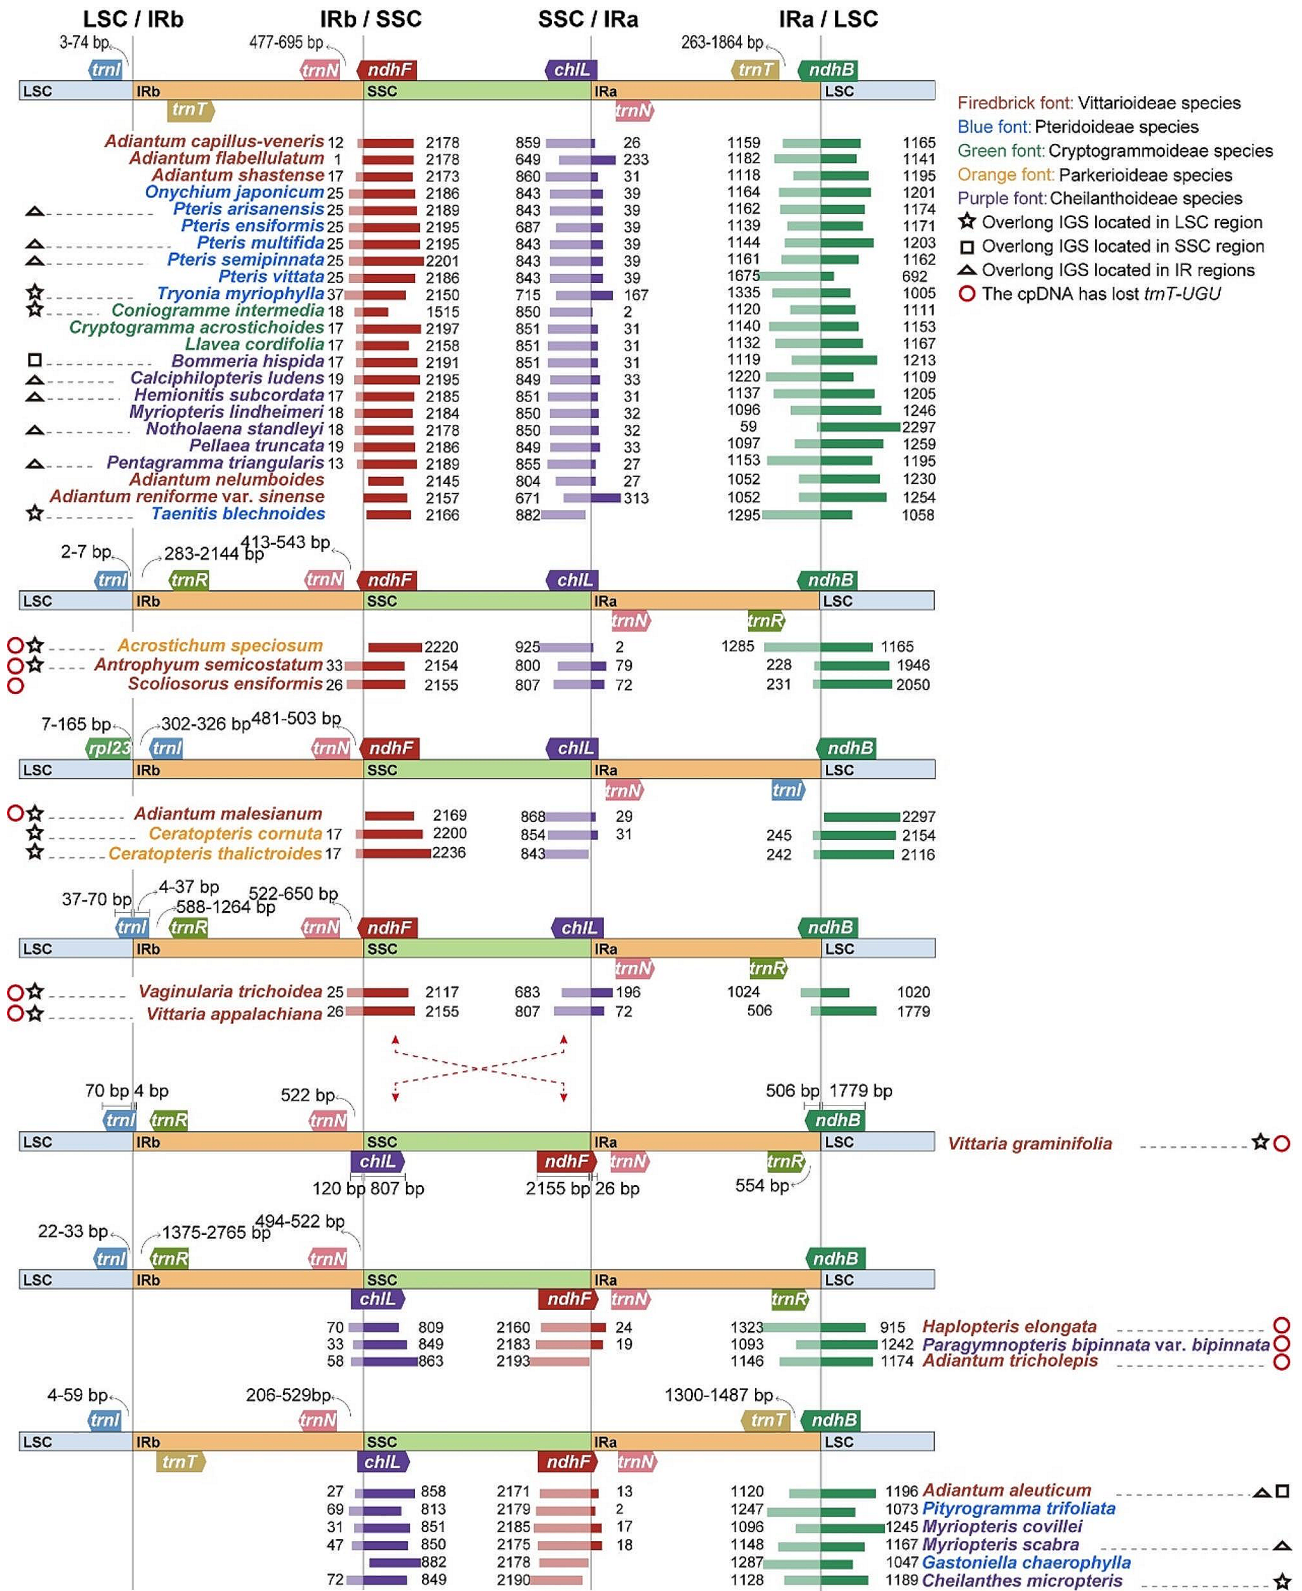 LSC / IRb IRb / SSC SSC / IRa IRa / LSC
3-74 bp 477-695 bp 263-1864 bp
trnI trnN ndhF chlL trnT ndhB
LSC IRb SSC IRa LSC
trnT trnN
Firedbrick font: Vittarioideae species
Blue font: Pteridoideae species
Green font: Cryptogrammoideae species
Orange font: Parkerioideae species
Purple font: Cheilanthoideae species
Overlong IGS located in LSC region
Overlong IGS located in SSC region
Overlong IGS located in IR regions
The cpDNA has lost trnT-UGU
Adiantum capillus-veneris 12 2178 859 26 1159 1165
Adiantum flabellulatum 1 2178 649 233 1182 1141
Adiantum shastense 17 2173 860 31 1118 1195
Onychium japonicum 25 2186 843 39 1164 1201
Pteris arisanensis 25 2189 843 39 1162 1174
Pteris ensiformis 25 2195 687 39 1139 1171
Pteris multifida 25 2195 843 39 1144 1203
Pteris semipinnata 25 2201 843 39 1161 1162
Pteris vittata 25 2186 843 39 1675 692
Tryonia myriophylla 37 2150 715 167 1335 1005
Coniogramme intermedia 18 1515 850 2 1120 1111
Cryptogramma acrostichoides 17 2197 851 31 1140 1153
Llavea cordifolia 17 2158 851 31 1132 1167
Bommeria hispida 17 2191 851 31 1119 1213
Calciphilopteris ludens 19 2195 849 33 1220 1109
Hemionitis subcordata 17 2185 851 31 1137 1205
Myriopteris lindheimeri 18 2184 850 32 1096 1246
Notholaena standleyi 18 2178 850 32 59 2297
Pellaea truncata 19 2186 849 33 1097 1259
Pentagramma triangularis 13 2189 855 27 1153 1195
Adiantum nelumboides 2145 804 27 1052 1230
Adiantum reniforme var. sinense 2157 671 313 1052 1254
Taenitis blechnoides 2166 882 1295 1058
2-7 bp 283-2144 bp 413-543 bp
trnI trnR trnN ndhF chlL ndhB
LSC IRb SSC IRa LSC
trnN trnR
Acrostichum speciosum 2220 925 2 1285 1165
Antrophyum semicostatum 33 2154 800 79 228 1946
Scoliosorus ensiformis 26 2155 807 72 231 2050
7-165 bp 302-326 bp 481-503 bp
rpl23 trnI trnN ndhF chlL ndhB
LSC IRb SSC IRa LSC
trnN trnI
Adiantum malesianum 2169 868 29 2297
Ceratopteris cornuta 17 2200 854 31 245 2154
Ceratopteris thalictroides 17 2236 843 242 2116
37-70 bp 4-37 bp 588-1264 bp 522-650 bp
trnI trnR trnN ndhF chlL ndhB
LSC IRb SSC IRa LSC
trnN trnR
Vaginularia trichoidea 25 2117 683 196 1024 1020
Vittaria appalachiana 26 2155 807 72 506 1779
70 bp 4 bp 522 bp 506 bp 1779 bp
trnI trnR trnN ndhB
LSC IRb SSC IRa LSC
Vittaria graminifolia
chlL ndhF trnN trnR
120 bp 807 bp 2155 bp 26 bp 554 bp
22-33 bp 1375-2765 bp 494-522 bp
trnI trnR trnN ndhB
LSC IRb SSC IRa LSC
chlL ndhF trnN trnR
70 809 2160 24 1323 915 Haplopteris elongata
33 849 2183 19 1093 1242 Paragymnopteris bipinnata var. bipinnata
58 863 2193 1146 1174 Adiantum tricholepis
4-59 bp 206-529bp 1300-1487 bp
trnI trnN trnT ndhB
LSC IRb SSC IRa LSC
trnT chlL ndhF trnN
27 858 2171 13 1120 1196 Adiantum aleuticum
69 813 2179 2 1247 1073 Pityrogramma trifoliata
31 851 2185 17 1096 1245 Myriopteris covillei
47 850 2175 18 1148 1167 Myriopteris scabra
882 2178 1287 1047 Gastoniella chaerophylla
72 849 2190 1128 1189 Cheilanthes micropteris